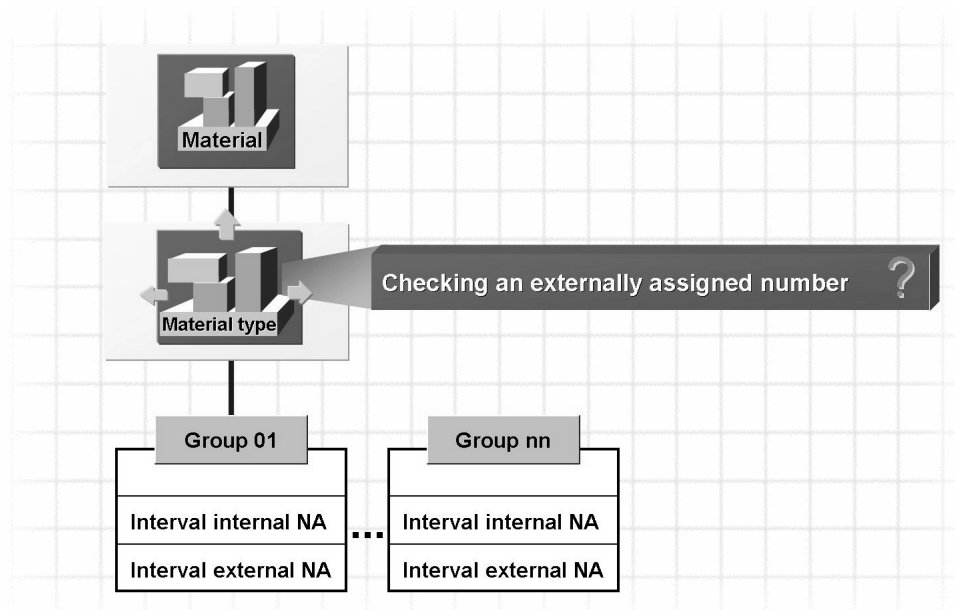 Material
Material type
Checking an externally assigned number ?
Group 01
Group nn
Interval internal NA
...
Interval internal NA
Interval external NA
Interval external NA